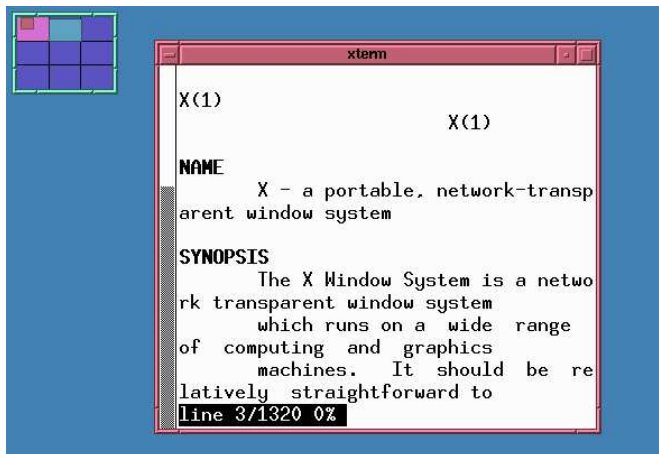 xterm
X(1)
X(1)
NAME
X - a portable, network-transp
arent window system
SYNOPSIS
The X Window System is a netwo
rk transparent window system
which runs on a wide range
of computing and graphics
machines. It should be re
latively straightforward to
line 3/1320 0%